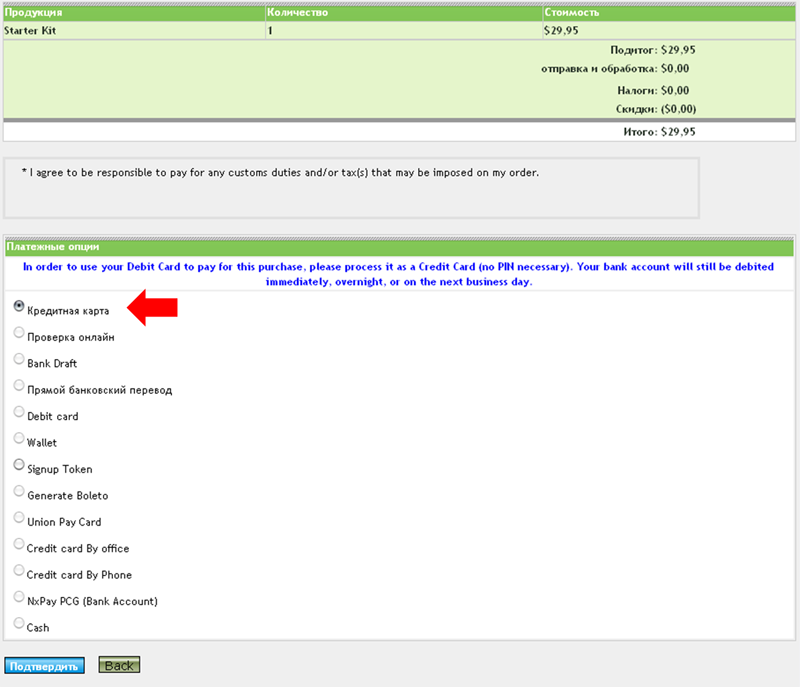 Продукция Количество Стоимость
Starter Kit 1 $29,95
Подитог: $29,95
отправка и обработка: $0,00
Налоги: $0,00
Скидки: ($0,00)
Итого: $29,95
* I agree to be responsible to pay for any customs duties and/or tax(s) that may be imposed on my order.
Платежные опции
In order to use your Debit Card to pay for this purchase, please process it as a Credit Card (no PIN necessary). Your bank account will still be debited
immediately, overnight, or on the next business day.
Кредитная карта
Проверка онлайн
Bank Draft
Прямой банковский перевод
Debit card
Wallet
Signup Token
Generate Boleto
Union Pay Card
Credit card By office
Credit card By Phone
NxPay PCG (Bank Account)
Cash
Подтвердить Back